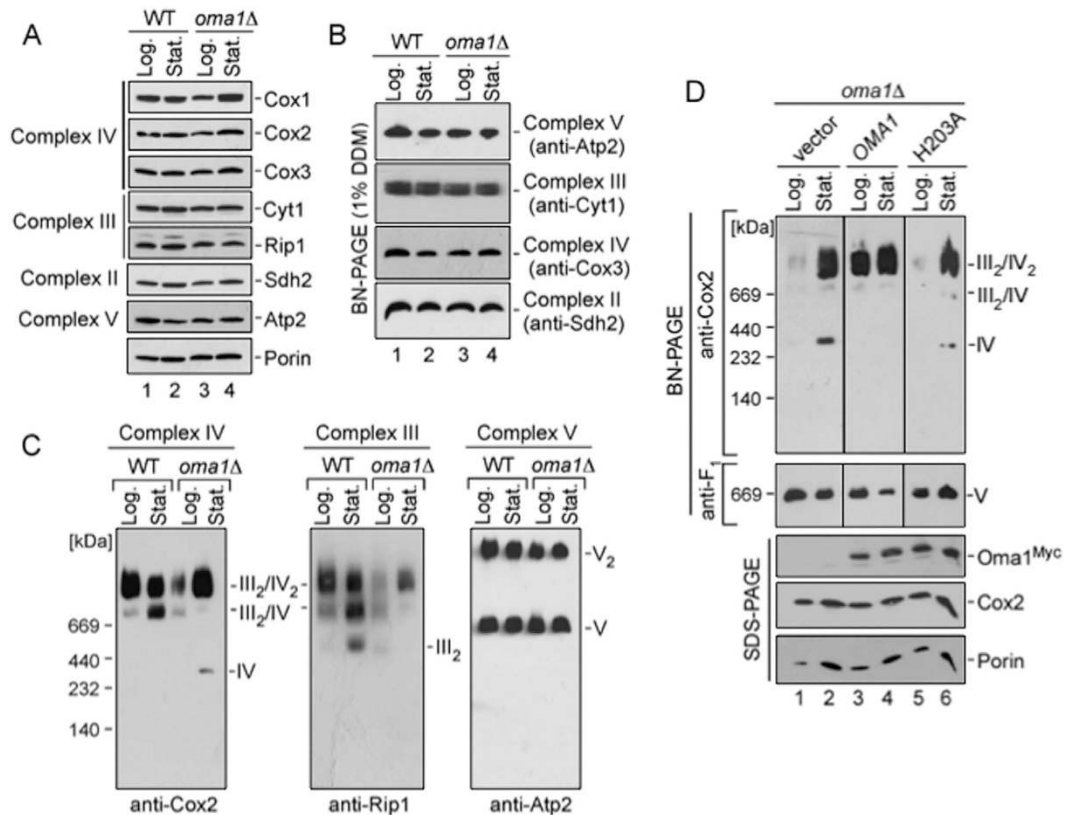 A
WT
oma1Δ
Log.
Stat.
Log.
Stat.
Complex IV
Cox1
Cox2
Cox3
Complex III
Cyt1
Rip1
Complex II
Sdh2
Complex V
Atp2
Porin
1 2 3 4
B
WT
oma1Δ
Log.
Stat.
Log.
Stat.
BN-PAGE (1% DDM)
Complex V
(anti-Atp2)
Complex III
(anti-Cyt1)
Complex IV
(anti-Cox3)
Complex II
(anti-Sdh2)
1 2 3 4
C
Complex IV
WT
oma1Δ
Log.
Stat.
Log.
Stat.
[kDa]
669
440
232
140
III₂/IV₂
III₂/IV
IV
anti-Cox2
Complex III
WT
oma1Δ
Log.
Stat.
Log.
Stat.
III₂
anti-Rip1
Complex V
WT
oma1Δ
Log.
Stat.
Log.
Stat.
V₂
V
anti-Atp2
D
oma1Δ
vector
OMA1
H203A
Log.
Stat.
Log.
Stat.
Log.
Stat.
BN-PAGE
anti-Cox2
[kDa]
669
440
232
140
III₂/IV₂
III₂/IV
IV
anti-F₁
669
V
SDS-PAGE
Oma1ᴹʸᶜ
Cox2
Porin
1 2 3 4 5 6